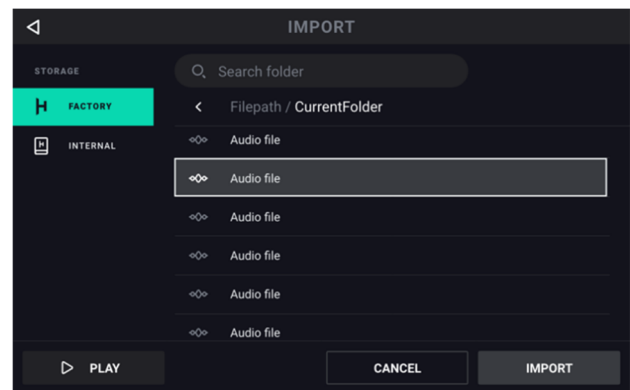 IMPORT
STORAGE
FACTORY
INTERNAL
Search folder
Filepath / CurrentFolder
Audio file
Audio file
Audio file
Audio file
Audio file
Audio file
PLAY
CANCEL
IMPORT